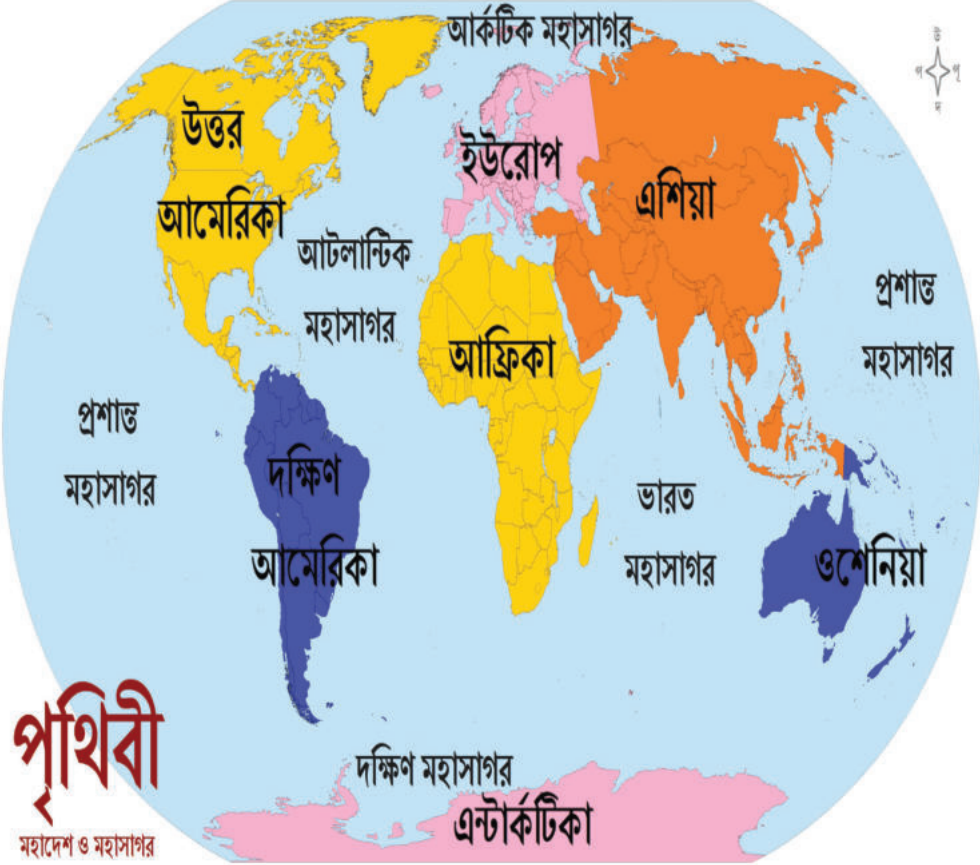 আর্কটিক মহাসাগর
উ
প
পূ
দ
উত্তর
আমেরিকা
ইউরোপ
এশিয়া
আটলান্টিক
মহাসাগর
প্রশান্ত
মহাসাগর
আফ্রিকা
প্রশান্ত
মহাসাগর
দক্ষিণ
আমেরিকা
ভারত
মহাসাগর
ওশেনিয়া
পৃথিবী
মহাদেশ ও মহাসাগর
দক্ষিণ মহাসাগর
এন্টার্কটিকা